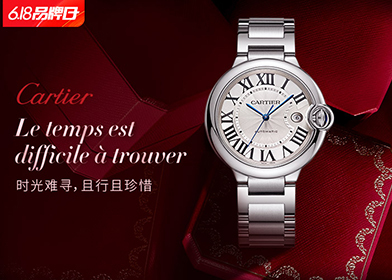 6.18品牌日
Cartier
Le temps est
difficile à trouver
时光难寻，且行且珍惜
CARTIER
AUTOMATIC